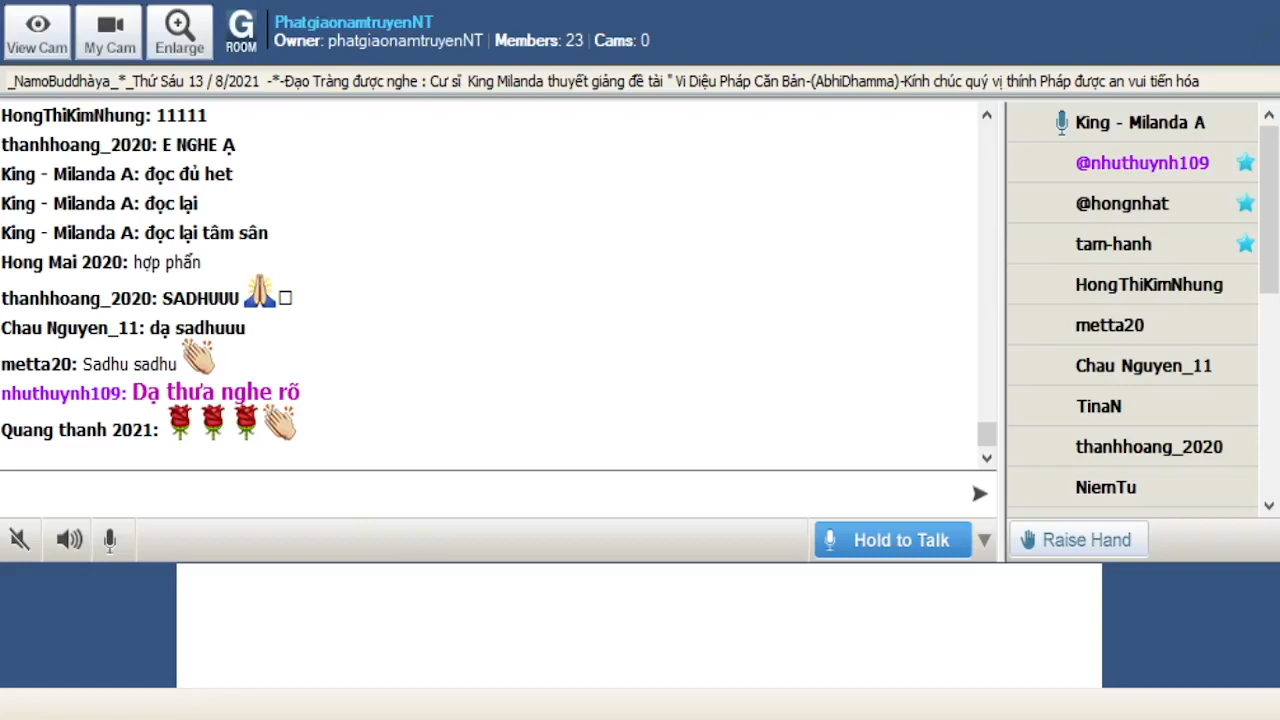 View Cam
My Cam
Enlarge
G
ROOM
PhatgiaonamtruyenNT
Owner: phatgiaonamtruyenNT | Members: 23 | Cams: 0
_NamoBuddhàya_*_Thứ Sáu 13 / 8/2021 -*-Đạo Tràng được nghe : Cư sĩ King Milanda thuyết giảng đề tài " Vi Diệu Pháp Căn Bản-(AbhiDhamma)-Kính chúc quý vị thính Pháp được an vui tiến hóa
HongThiKimNhung: 11111
thanhhoang_2020: E NGHE Ạ
King - Milanda A: đọc đủ het
King - Milanda A: đọc lại
King - Milanda A: đọc lại tâm sân
Hong Mai 2020: hợp phẩn
thanhhoang_2020: SADHUUU 🙏□
Chau Nguyen_11: dạ sadhuuu
metta20: Sadhu sadhu 👏
nhuthuynh109: Dạ thưa nghe rõ
Quang thanh 2021: 🌹🌹🌹👏
King - Milanda A
@nhuthuynh109
@hongnhat
tam-hanh
HongThiKimNhung
metta20
Chau Nguyen_11
TinaN
thanhhoang_2020
NiemTu
Hold to Talk
Raise Hand